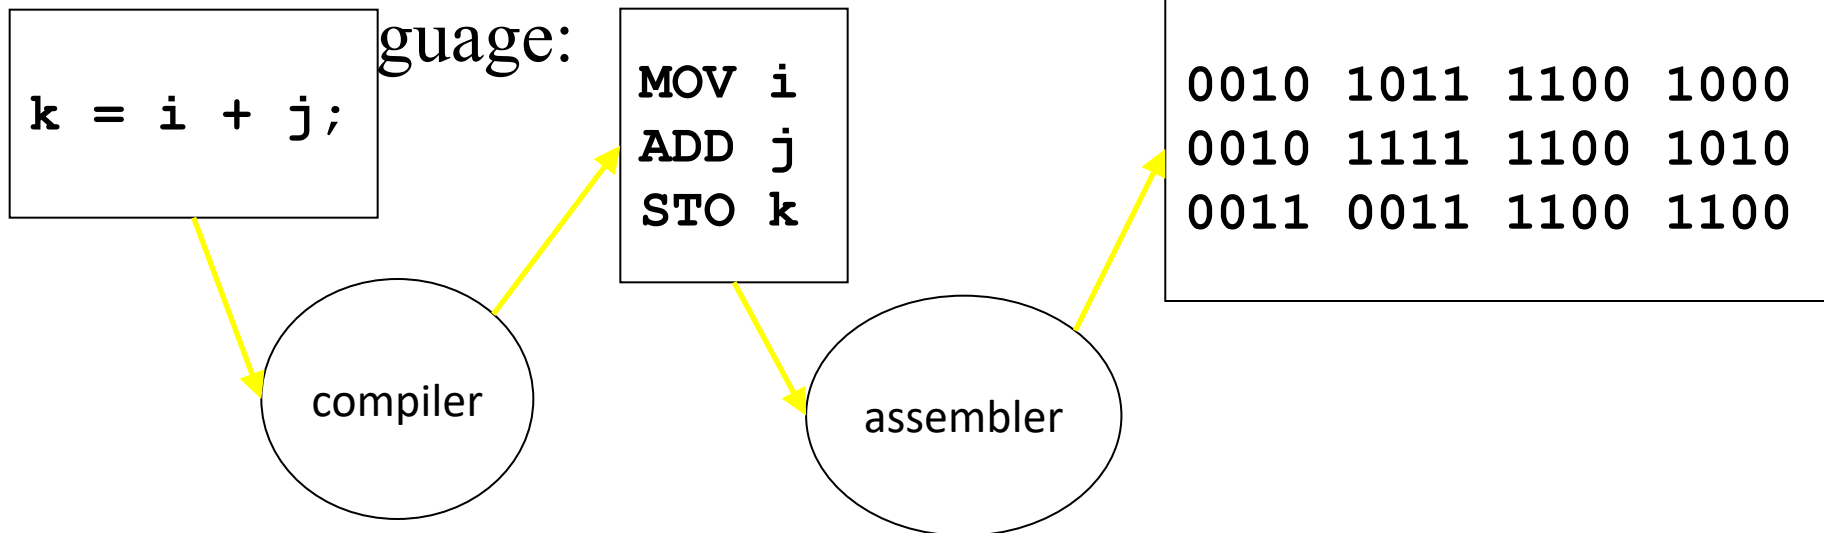 guage:
k = i + j;
MOV i
ADD j
STO k
0010 1011 1100 1000
0010 1111 1100 1010
0011 0011 1100 1100
compiler
assembler